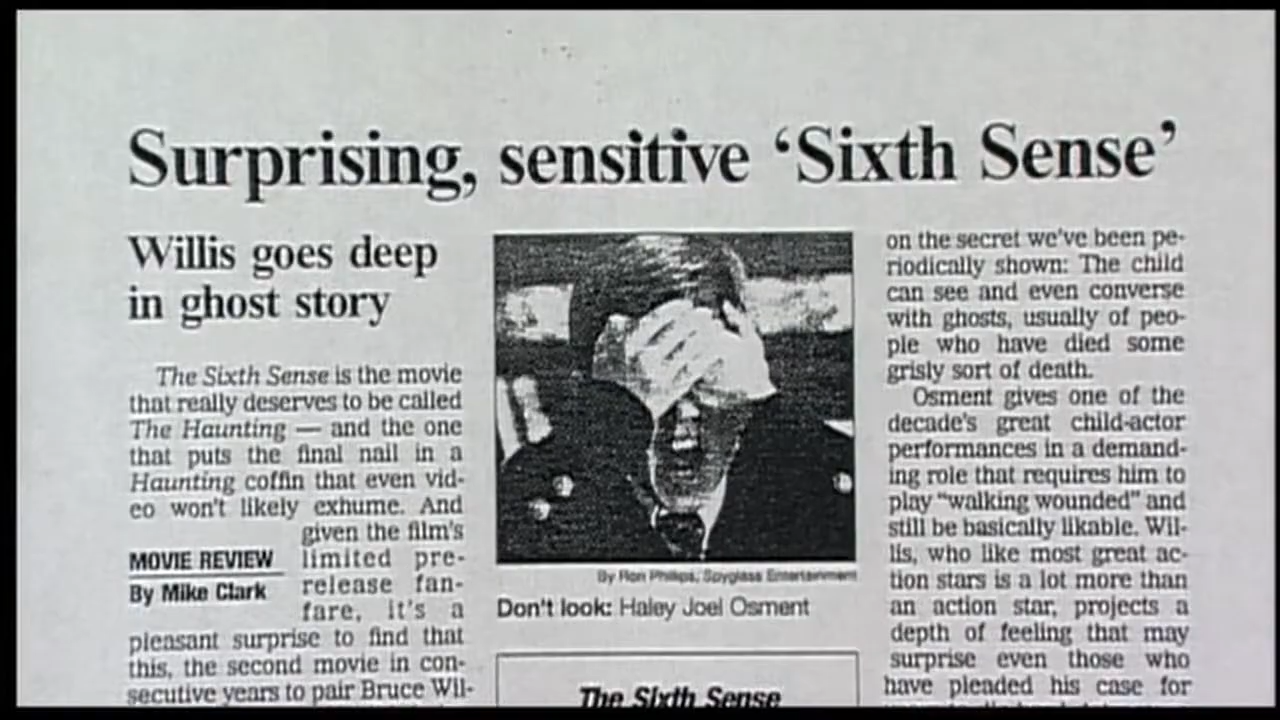 Surprising, sensitive ‘Sixth Sense’
Willis goes deep
in ghost story
The Sixth Sense is the movie
that really deserves to be called
The Haunting — and the one
that puts the final nail in a
Haunting coffin that even vid-
eo won't likely exhume. And
given the film's
limited pre-
release fan-
fare, it's a
MOVIE REVIEW
By Mike Clark
pleasant surprise to find that
this, the second movie in con-
secutive years to pair Bruce Wil-
By Ron Phillips, Spyglass Entertainment
Don't look: Haley Joel Osment
The Sixth Sense
on the secret we've been pe-
riodically shown: The child
can see and even converse
with ghosts, usually of peo-
ple who have died some
grisly sort of death.
Osment gives one of the
decade's great child-actor
performances in a demand-
ing role that requires him to
play “walking wounded” and
still be basically likable. Wil-
lis, who like most great ac-
tion stars is a lot more than
an action star, projects a
depth of feeling that may
surprise even those who
have pleaded his case for